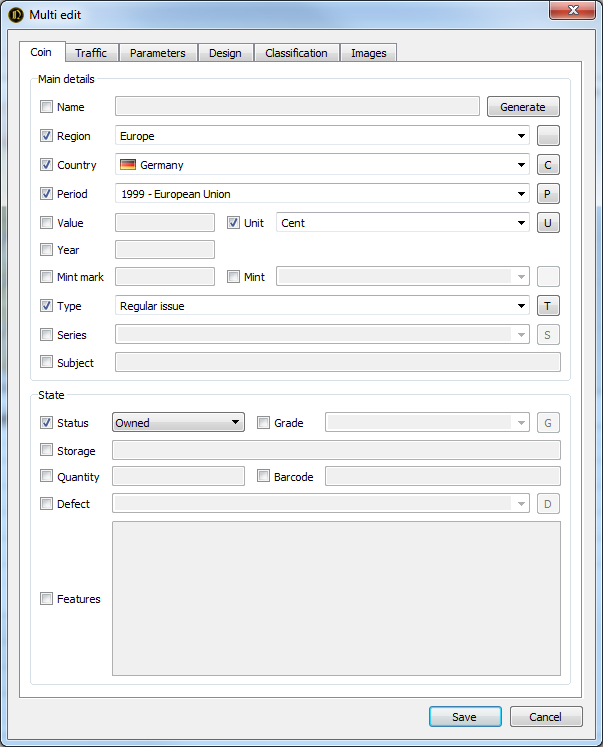 Multi edit
Coin Traffic Parameters Design Classification Images
Main details
Name Generate
Region Europe
Country Germany C
Period 1999 - European Union P
Value Unit Cent U
Year
Mint mark Mint
Type Regular issue T
Series S
Subject
State
Status Owned Grade G
Storage
Quantity Barcode
Defect D
Features
Save Cancel